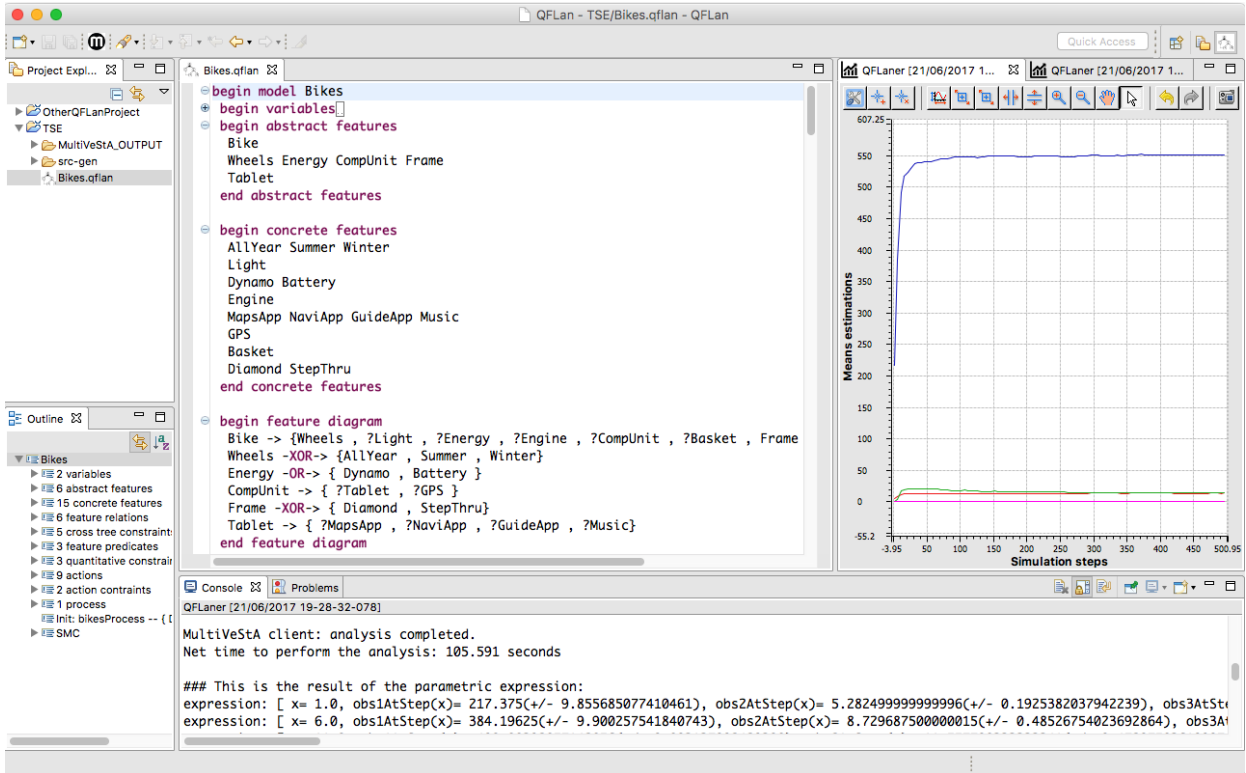 QFLan - TSE/Bikes.qflan - QFLan
Quick Access
Project Expl...
OtherQFLanProject
TSE
MultiVeStA_OUTPUT
src-gen
Bikes.qflan
Bikes.qflan
begin model Bikes
begin variables
begin abstract features
Bike
Wheels Energy CompUnit Frame
Tablet
end abstract features
begin concrete features
AllYear Summer Winter
Light
Dynamo Battery
Engine
MapsApp NaviApp GuideApp Music
GPS
Basket
Diamond StepThru
end concrete features
begin feature diagram
Bike -> {Wheels , ?Light , ?Energy , ?Engine , ?CompUnit , ?Basket , Frame
Wheels -XOR-> {AllYear , Summer , Winter}
Energy -OR-> { Dynamo , Battery }
CompUnit -> { ?Tablet , ?GPS }
Frame -XOR-> { Diamond , StepThru}
Tablet -> { ?MapsApp , ?NaviApp , ?GuideApp , ?Music}
end feature diagram
QFLaner [21/06/2017 1... QFLaner [21/06/2017 1...
607.25
550
500
450
400
350
300
250
200
150
100
50
0
-55.2
Means estimations
-3.95 50 100 150 200 250 300 350 400 450 500.95
Simulation steps
Outline
Bikes
2 variables
6 abstract features
15 concrete features
6 feature relations
5 cross tree constraint
3 feature predicates
3 quantitative constrair
9 actions
2 action contraints
1 process
Init: bikesProcess -- { D
SMC
Console Problems
QFLaner [21/06/2017 19-28-32-078]
MultiVeStA client: analysis completed.
Net time to perform the analysis: 105.591 seconds
### This is the result of the parametric expression:
expression: [ x= 1.0, obs1AtStep(x)= 217.375(+/- 9.855685077410461), obs2AtStep(x)= 5.282499999999996(+/- 0.1925382037942239), obs3AtSte
expression: [ x= 6.0, obs1AtStep(x)= 384.19625(+/- 9.900257541840743), obs2AtStep(x)= 8.729687500000015(+/- 0.48526754023692864), obs3At